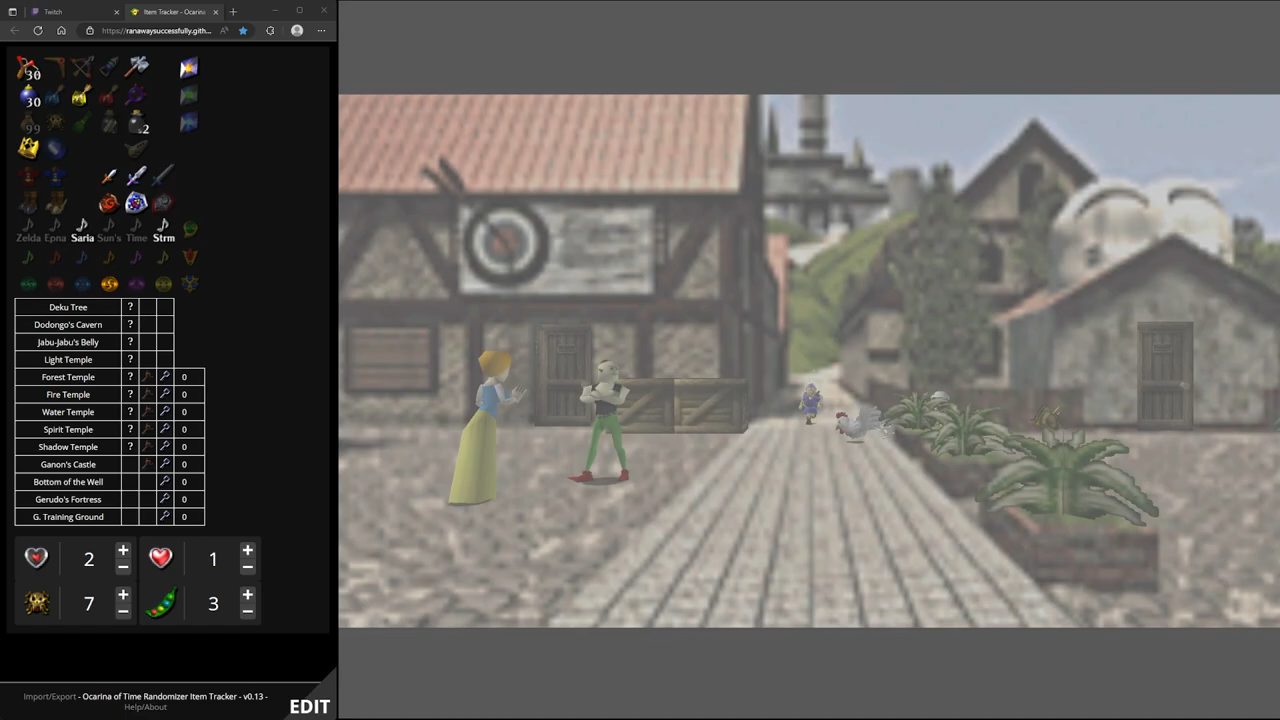 Twitch
Item Tracker - Ocarina
https://ranawaysuccessfully.gith...
30
30
99
2
Zelda Epna Saria Sun's Time Strm
Deku Tree ?
Dodongo's Cavern ?
Jabu-Jabu's Belly ?
Light Temple ?
Forest Temple ? 0
Fire Temple ? 0
Water Temple ? 0
Spirit Temple ? 0
Shadow Temple ? 0
Ganon's Castle 0
Bottom of the Well 0
Gerudo's Fortress 0
G. Training Ground 0
2 + − 1 + −
7 + − 3 + −
Import/Export - Ocarina of Time Randomizer Item Tracker - v0.13 -
Help/About
EDIT